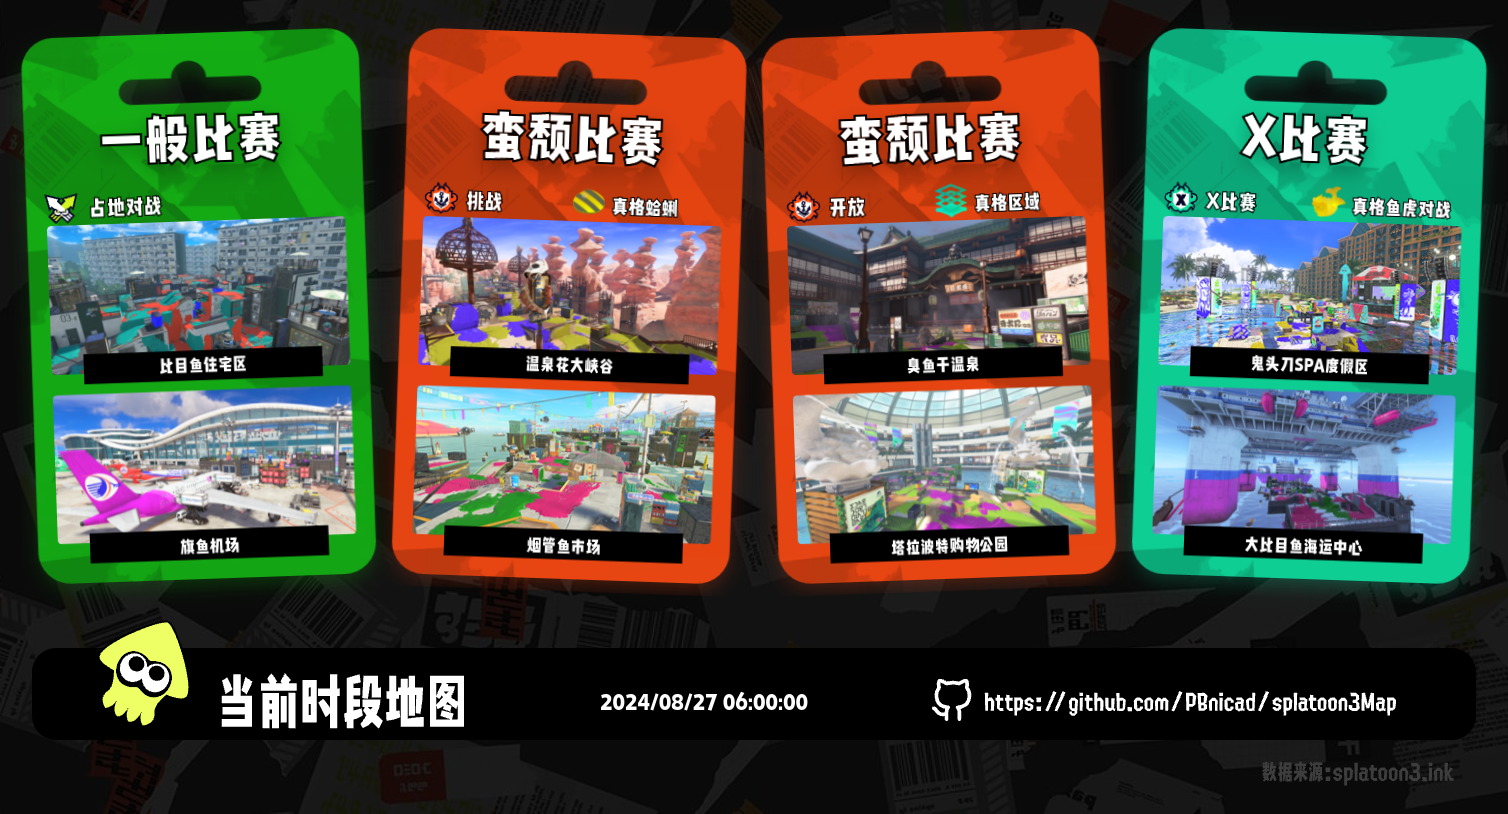 一般比赛
占地对战
比目鱼住宅区
旗鱼机场
蛮颓比赛
挑战
真格蛤蜊
温泉花大峡谷
烟管鱼市场
蛮颓比赛
开放
真格区域
臭鱼干温泉
塔拉波特购物公园
X比赛
X比赛
真格鱼虎对战
鬼头刀SPA度假区
大比目鱼海运中心
当前时段地图
2024/08/27 06:00:00
https://github.com/PBnicad/splatoon3Map
数据来源:splatoon3.ink